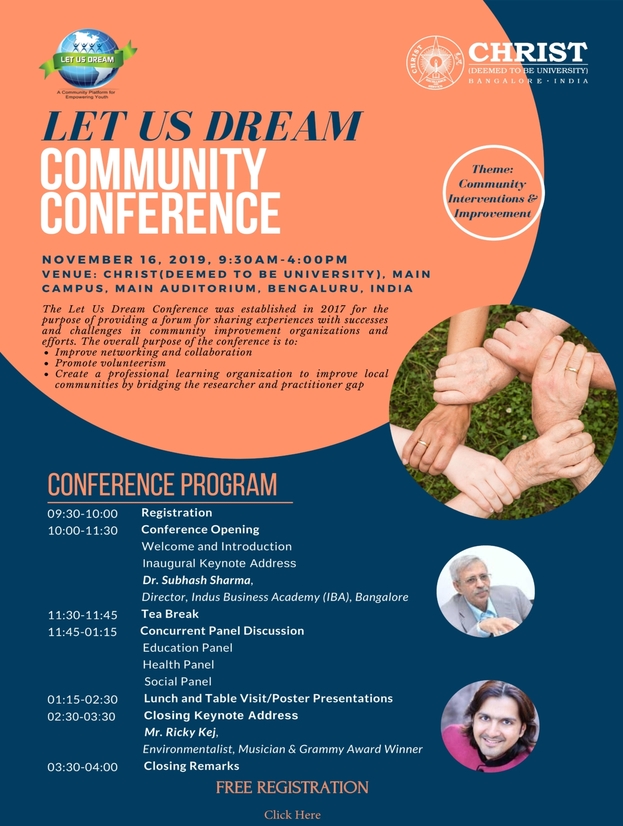 LET US DREAM
A Community Platform for
Empowering Youth
CHRIST
(DEEMED TO BE UNIVERSITY)
BANGALORE · INDIA
LET US DREAM
COMMUNITY
CONFERENCE
Theme:
Community
Interventions &
Improvement
NOVEMBER 16, 2019, 9:30AM-4:00PM
VENUE: CHRIST(DEEMED TO BE UNIVERSITY), MAIN
CAMPUS, MAIN AUDITORIUM, BENGALURU, INDIA
The Let Us Dream Conference was established in 2017 for the
purpose of providing a forum for sharing experiences with successes
and challenges in community improvement organizations and
efforts. The overall purpose of the conference is to:
• Improve networking and collaboration
• Promote volunteerism
• Create a professional learning organization to improve local
communities by bridging the researcher and practitioner gap
CONFERENCE PROGRAM
09:30-10:00 Registration
10:00-11:30 Conference Opening
Welcome and Introduction
Inaugural Keynote Address
Dr. Subhash Sharma,
Director, Indus Business Academy (IBA), Bangalore
11:30-11:45 Tea Break
11:45-01:15 Concurrent Panel Discussion
Education Panel
Health Panel
Social Panel
01:15-02:30 Lunch and Table Visit/Poster Presentations
02:30-03:30 Closing Keynote Address
Mr. Ricky Kej,
Environmentalist, Musician & Grammy Award Winner
03:30-04:00 Closing Remarks
FREE REGISTRATION
Click Here